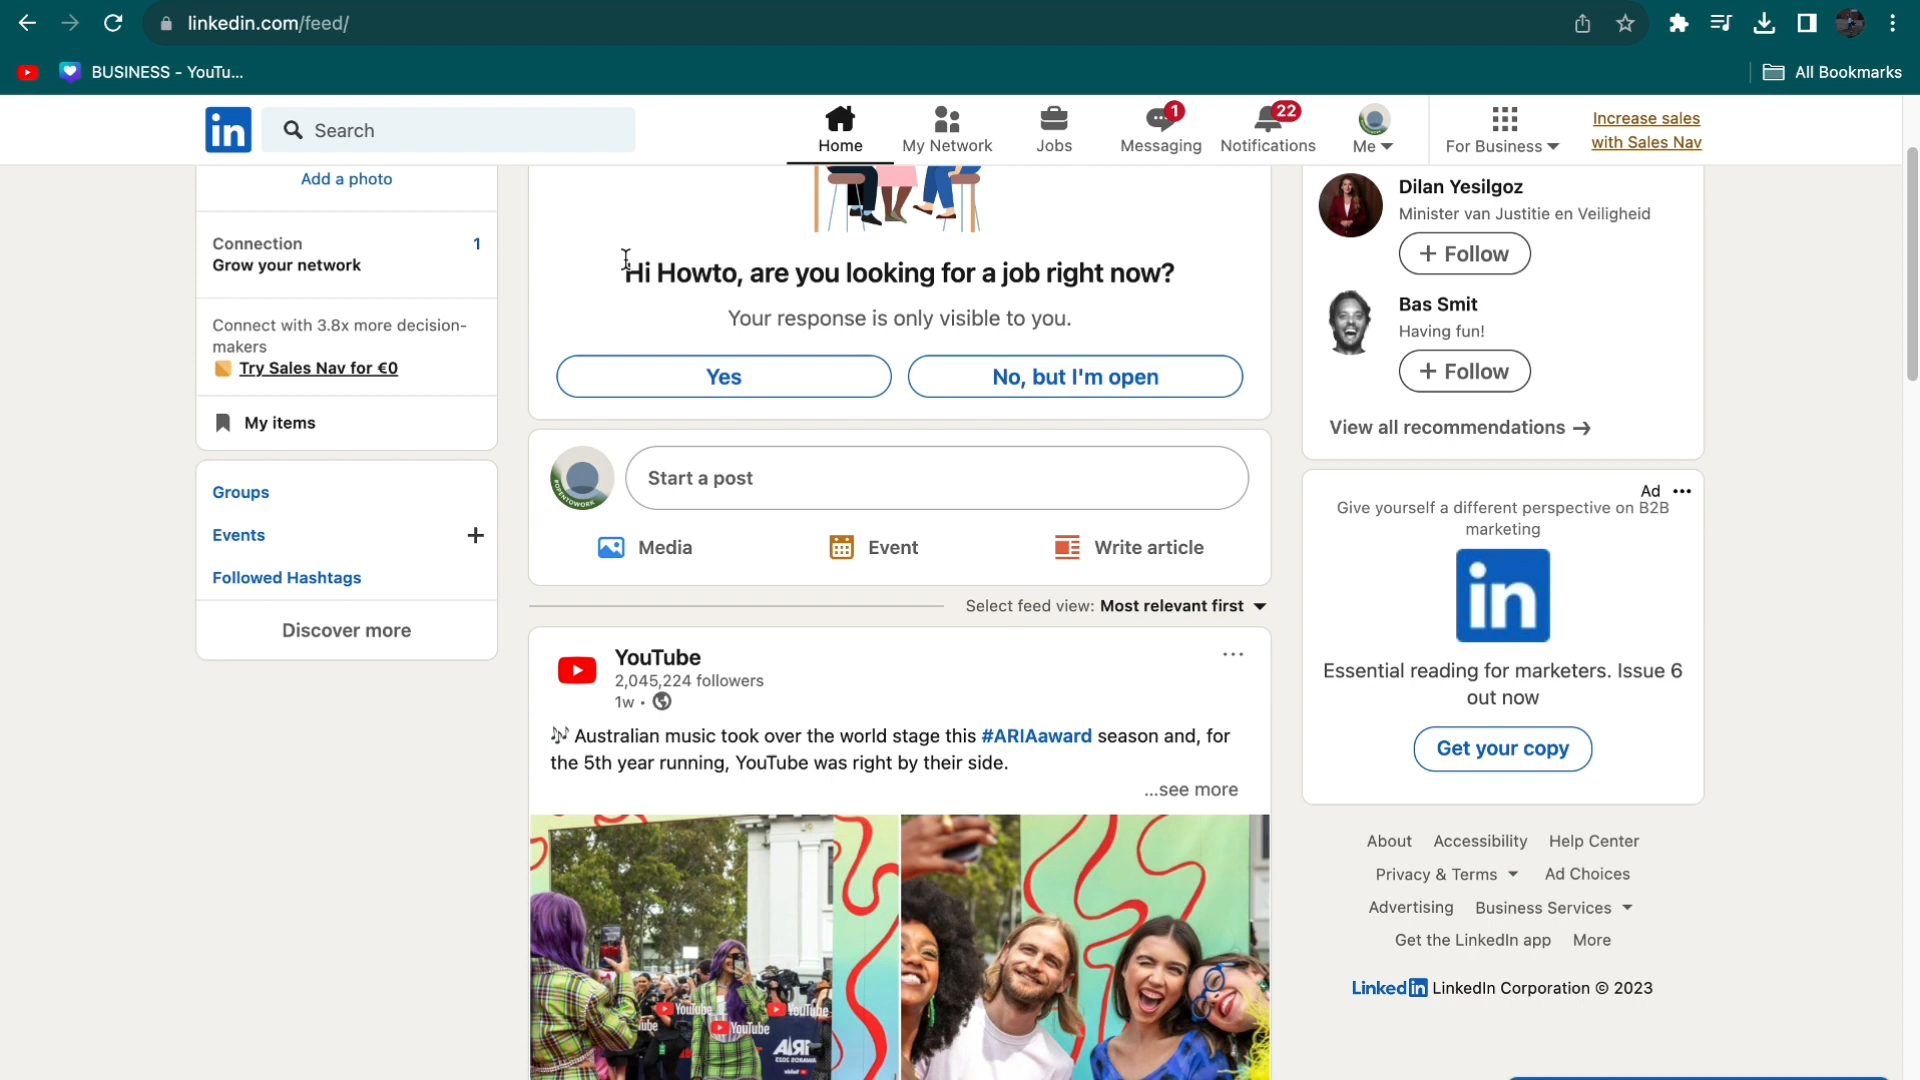 linkedin.com/feed/
BUSINESS - YouTu...
All Bookmarks
in
Search
Home
My Network
Jobs
1
Messaging
22
Notifications
Me
For Business
Increase sales
with Sales Nav
Add a photo
Connection 1
Grow your network
Connect with 3.8x more decision-
makers
Try Sales Nav for €0
My items
Groups
Events
Followed Hashtags
Discover more
Hi Howto, are you looking for a job right now?
Your response is only visible to you.
Yes
No, but I'm open
#OPENTOWORK
Start a post
Media
Event
Write article
Select feed view: Most relevant first
YouTube
2,045,224 followers
1w •
Australian music took over the world stage this #ARIAaward season and, for
the 5th year running, YouTube was right by their side.
...see more
YouTube
YouTube
YouTube
Dilan Yesilgoz
Minister van Justitie en Veiligheid
+ Follow
Bas Smit
Having fun!
+ Follow
View all recommendations →
Ad •••
Give yourself a different perspective on B2B
marketing
in
Essential reading for marketers. Issue 6
out now
Get your copy
About Accessibility Help Center
Privacy & Terms Ad Choices
Advertising Business Services
Get the LinkedIn app More
LinkedIn LinkedIn Corporation © 2023